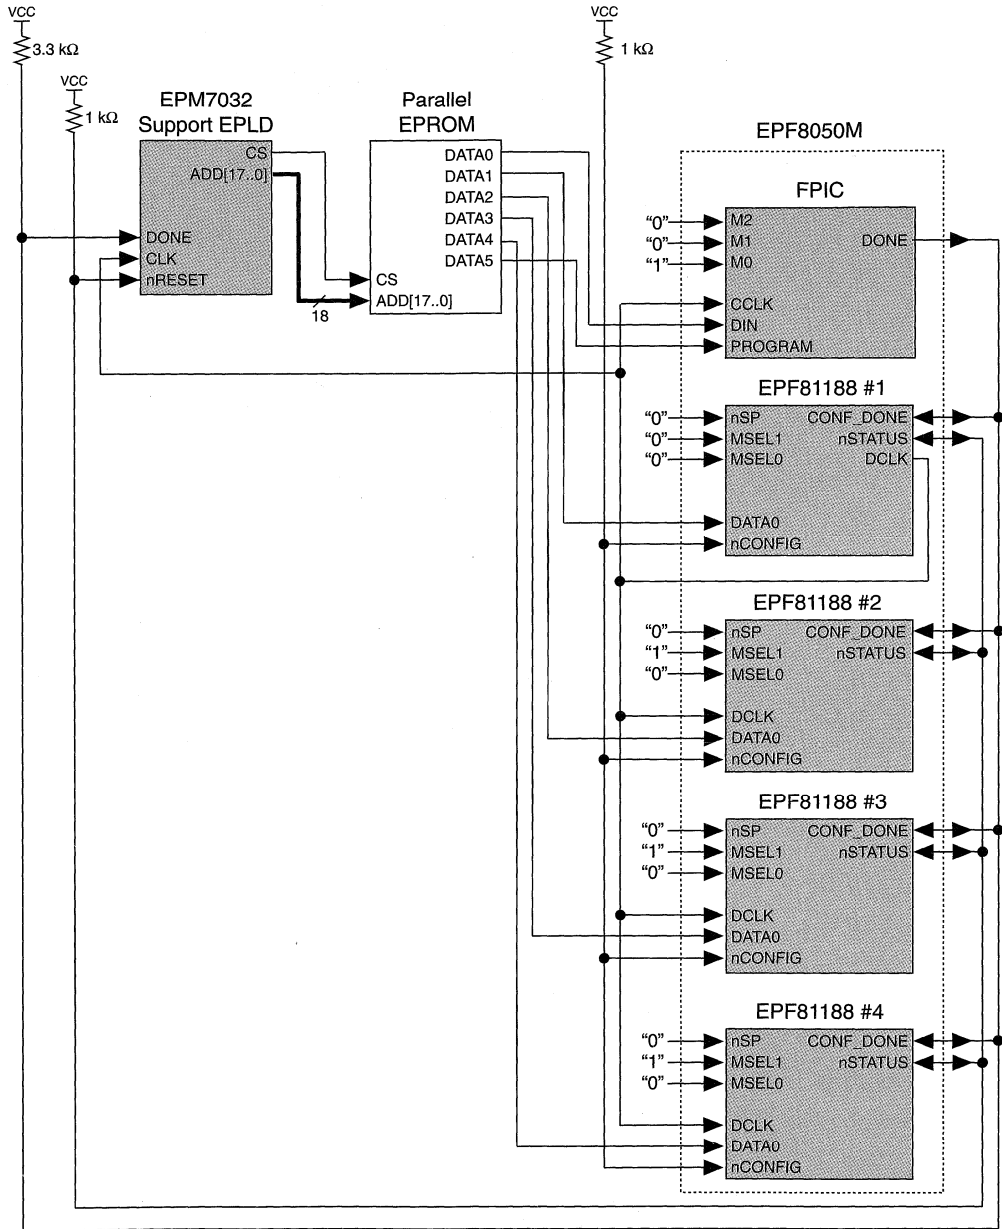 VCC
3.3 kΩ
VCC
1 kΩ
VCC
1 kΩ
EPM7032
Support EPLD
CS
ADD[17..0]
DONE
CLK
nRESET
Parallel
EPROM
DATA0
DATA1
DATA2
DATA3
DATA4
DATA5
CS
ADD[17..0]
18
EPF8050M
FPIC
“0”
M2
“0”
M1
DONE
“1”
M0
CCLK
DIN
PROGRAM
EPF81188 #1
“0”
nSP
CONF_DONE
“0”
MSEL1
nSTATUS
“0”
MSEL0
DCLK
DATA0
nCONFIG
EPF81188 #2
“0”
nSP
CONF_DONE
“1”
MSEL1
nSTATUS
“0”
MSEL0
DCLK
DATA0
nCONFIG
EPF81188 #3
“0”
nSP
CONF_DONE
“1”
MSEL1
nSTATUS
“0”
MSEL0
DCLK
DATA0
nCONFIG
EPF81188 #4
“0”
nSP
CONF_DONE
“1”
MSEL1
nSTATUS
“0”
MSEL0
DCLK
DATA0
nCONFIG